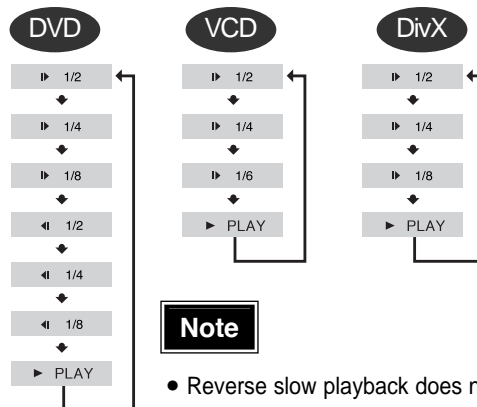 DVD
I▶ 1/2
I▶ 1/4
I▶ 1/8
◀I 1/2
◀I 1/4
◀I 1/8
► PLAY
VCD
I▶ 1/2
I▶ 1/4
I▶ 1/6
► PLAY
DivX
I▶ 1/2
I▶ 1/4
I▶ 1/8
► PLAY
Note
• Reverse slow playback does